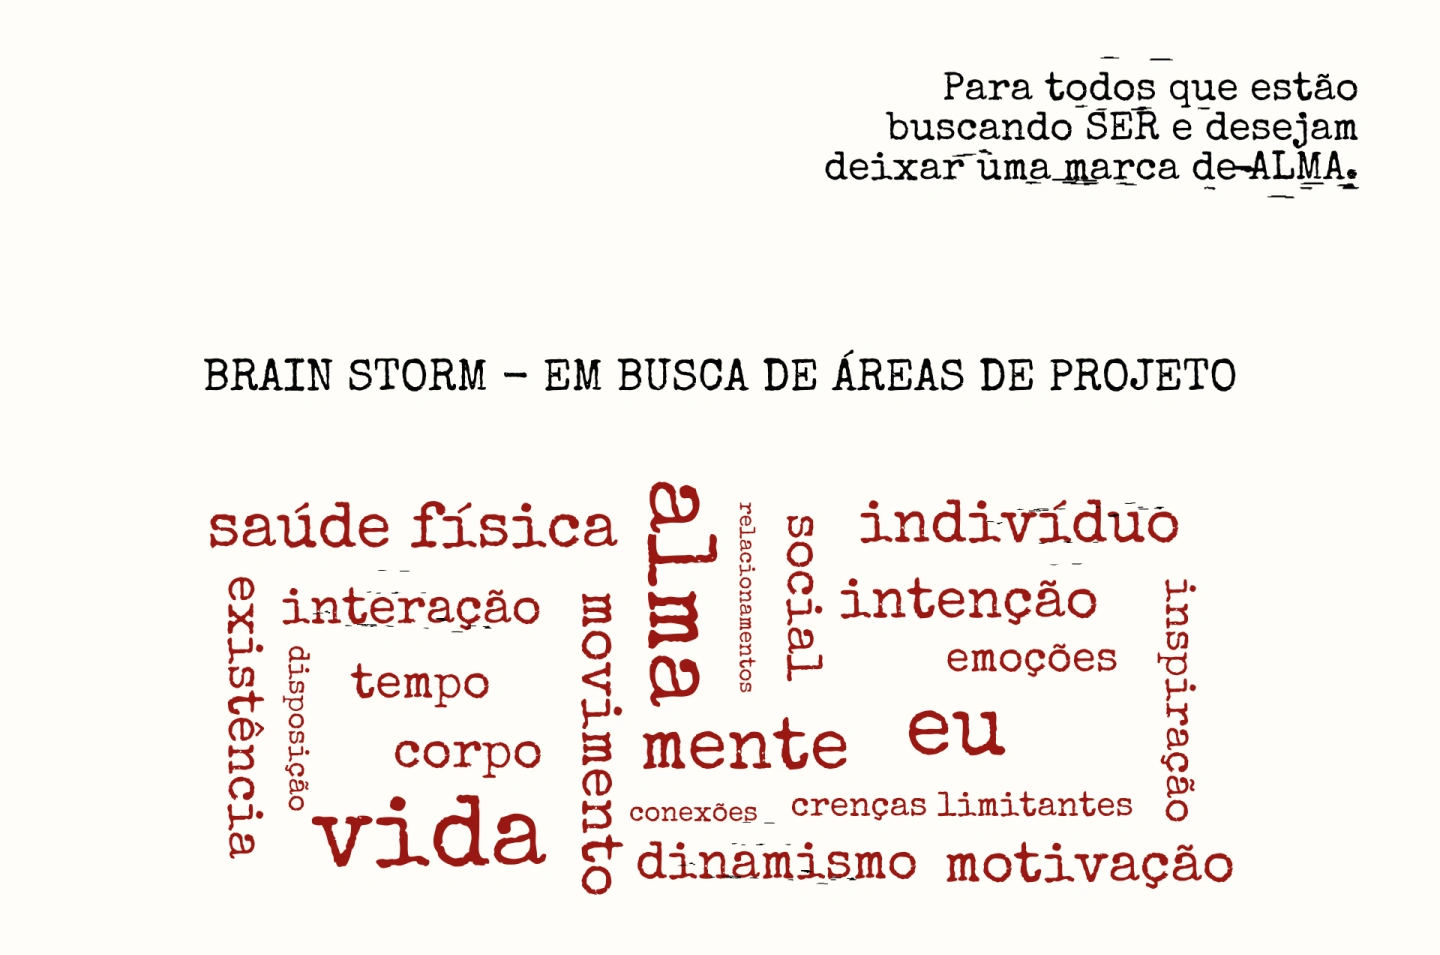 Para todos que estão
buscando SER e desejam
deixar uma marca de ALMA.
BRAIN STORM - EM BUSCA DE ÁREAS DE PROJETO
saúde física
alma
relacionamentos
social
indivíduo
existência
interação
disposição
tempo
corpo
vida
movimento
intenção
emoções
inspiração
mente
eu
conexões
crenças limitantes
dinamismo
motivação